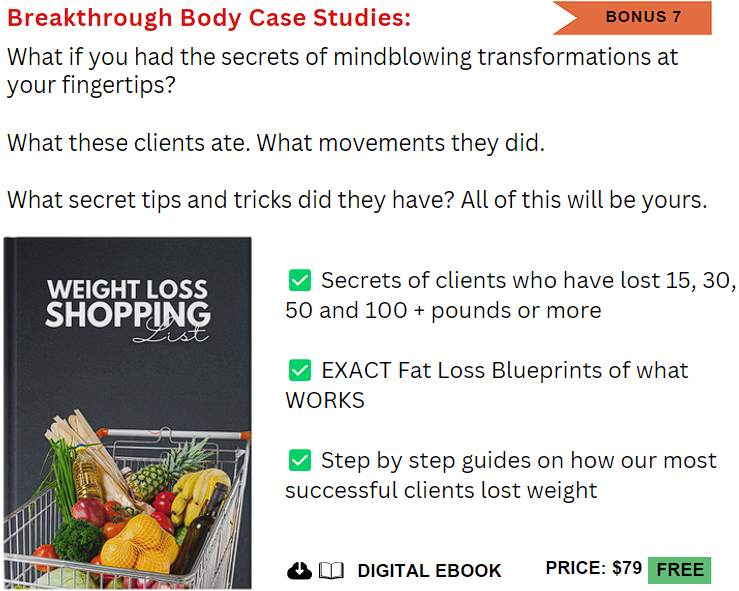 Breakthrough Body Case Studies:
BONUS 7
What if you had the secrets of mindblowing transformations at
your fingertips?
What these clients ate. What movements they did.
What secret tips and tricks did they have? All of this will be yours.
WEIGHT LOSS
SHOPPING
List
✅ Secrets of clients who have lost 15, 30,
50 and 100 + pounds or more
✅ EXACT Fat Loss Blueprints of what
WORKS
✅ Step by step guides on how our most
successful clients lost weight
DIGITAL EBOOK
PRICE: $79 FREE